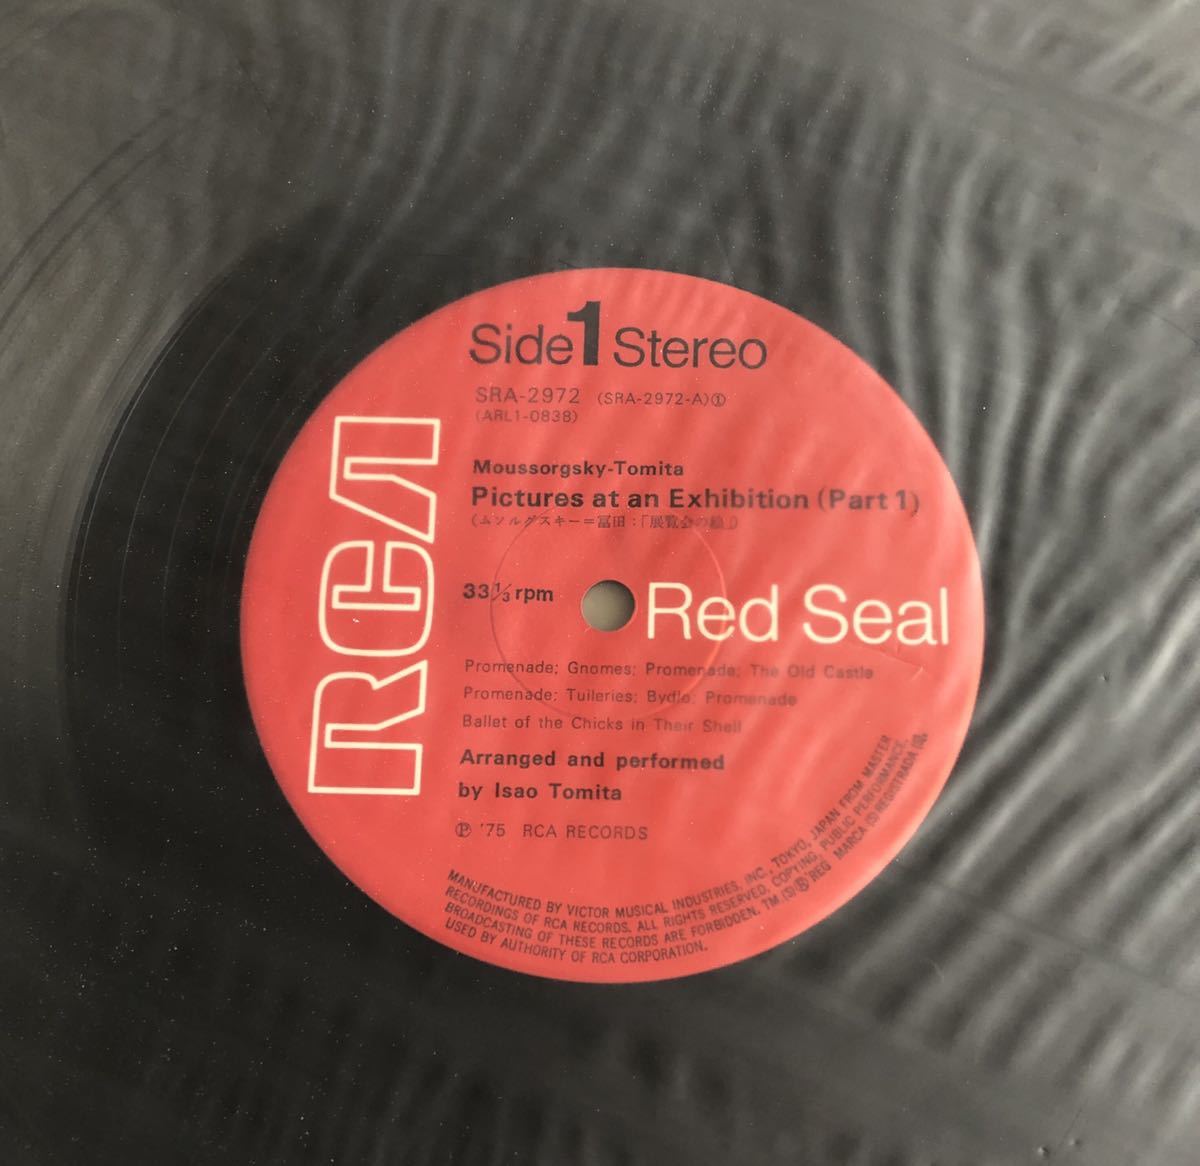 Side 1 Stereo
SRA-2972 (SRA-2972-A)①
(ARL1-0838)
Moussorgsky-Tomita
Pictures at an Exhibition (Part 1)
(ムソルグスキー=冨田:「展覧会の絵」)
RCA
33 1/3 rpm
Red Seal
Promenade; Gnomes; Promenade; The Old Castle
Promenade; Tuileries; Bydlo; Promenade
Ballet of the Chicks in Their Shell
Arranged and performed
by Isao Tomita
Ⓟ '75 RCA RECORDS
MANUFACTURED BY VICTOR MUSICAL INDUSTRIES, INC. TOKYO, JAPAN FROM MASTER
RECORDINGS OF RCA RECORDS. ALL RIGHTS RESERVED. COPYING, PUBLIC PERFORMANCE,
BROADCASTING OF THESE RECORDS ARE FORBIDDEN. TM(S)® REG MARCA(S) REGISTRADA(S).
USED BY AUTHORITY OF RCA CORPORATION.